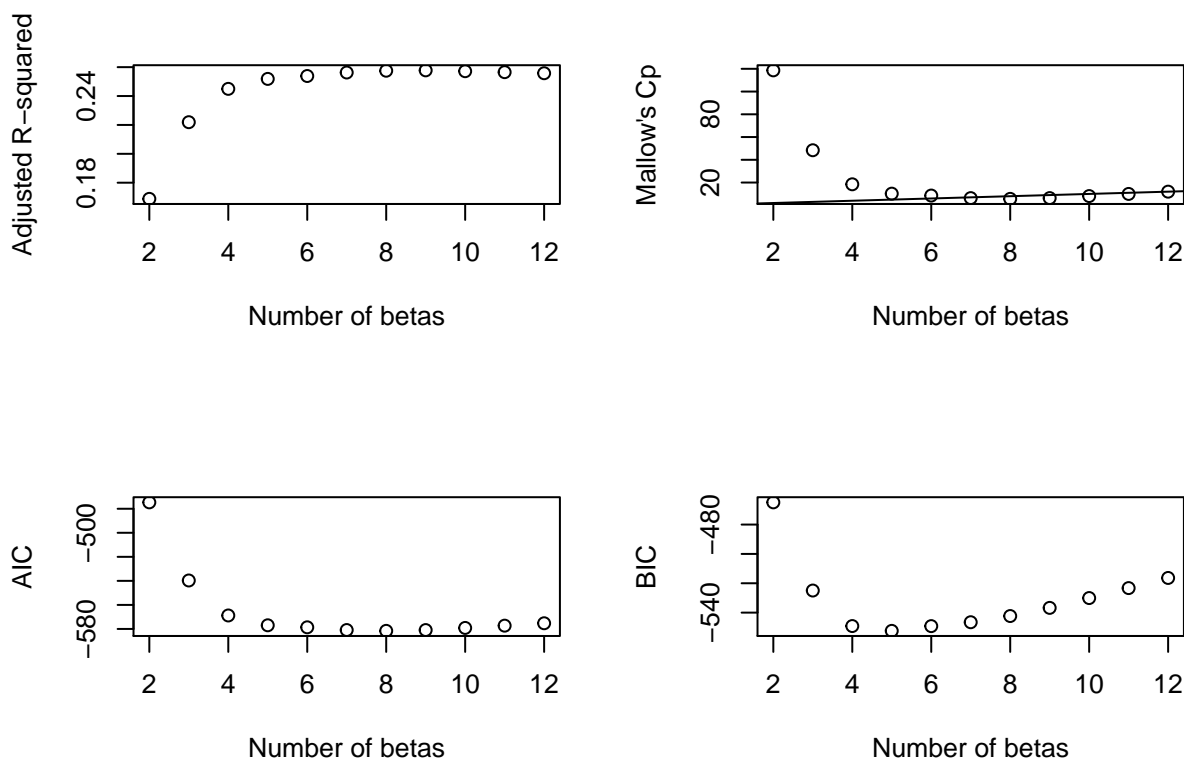 Adjusted R−squared
0.18
0.24
2 4 6 8 10 12
Number of betas
Mallow's Cp
20
80
2 4 6 8 10 12
Number of betas
AIC
−580
−500
2 4 6 8 10 12
Number of betas
BIC
−540
−480
2 4 6 8 10 12
Number of betas